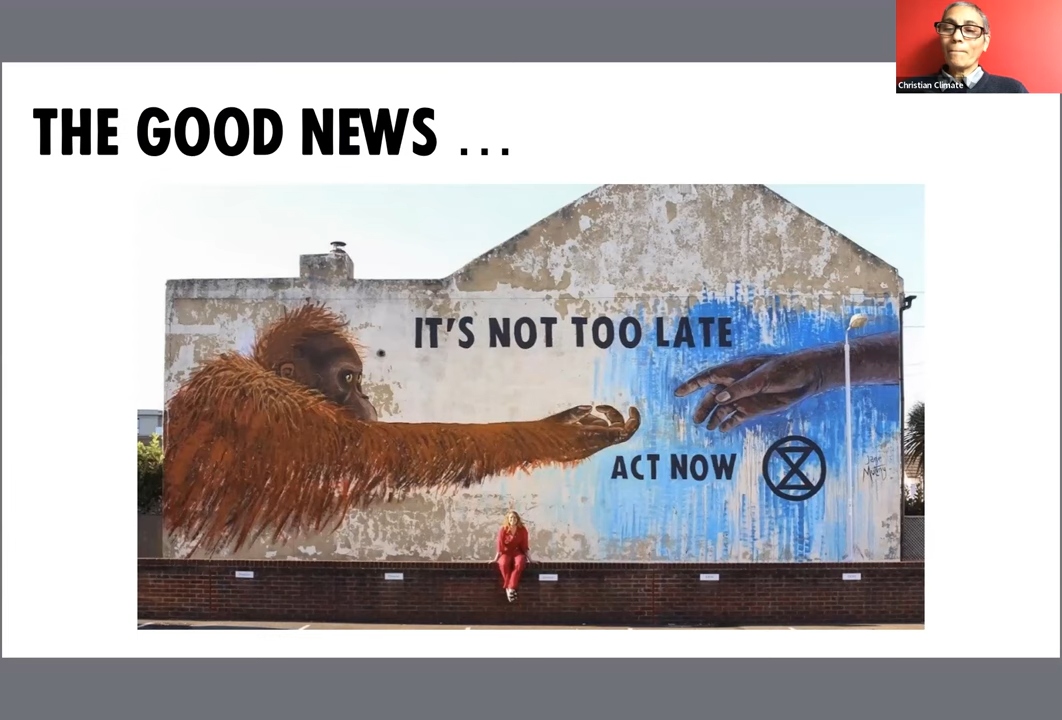 Christian Climate
THE GOOD NEWS ...
IT'S NOT TOO LATE
ACT NOW